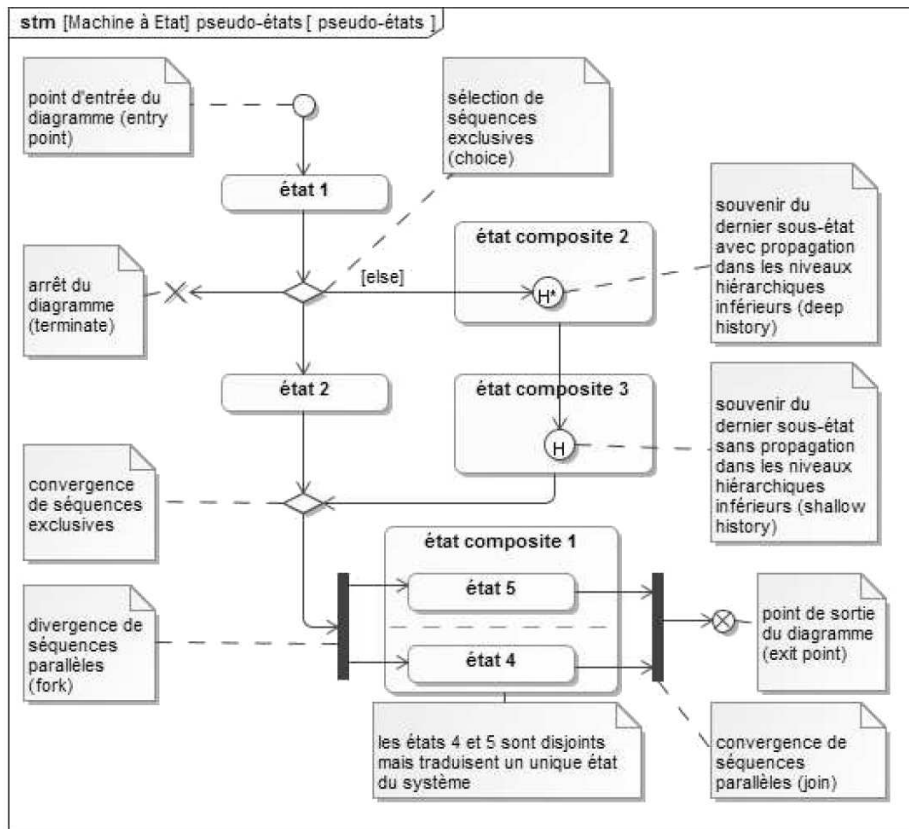 stm [Machine à Etat] pseudo-états [ pseudo-états ]
point d'entrée du
diagramme (entry
point)
sélection de
séquences
exclusives
(choice)
état 1
souvenir du
dernier sous-état
avec propagation
dans les niveaux
hiérarchiques
inférieurs (deep
history)
état composite 2
[else]
H*
arrêt du
diagramme
(terminate)
état 2
état composite 3
H
souvenir du
dernier sous-état
sans propagation
dans les niveaux
hiérarchiques
inférieurs (shallow
history)
convergence
de séquences
exclusives
état composite 1
état 5
état 4
divergence de
séquences
parallèles
(fork)
point de sortie
du diagramme
(exit point)
les états 4 et 5 sont disjoints
mais traduisent un unique état
du système
convergence de
séquences
parallèles (join)